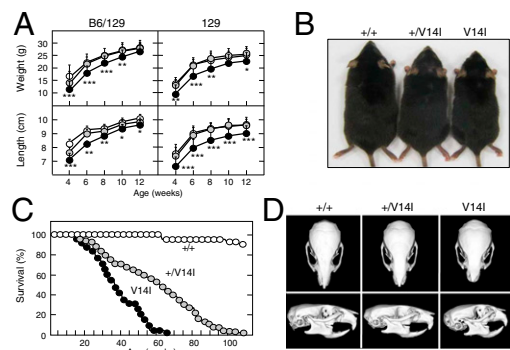 A
B6/129
129
Weight (g)
30
25
20
15
10
***
***
***
**
**
***
**
*
Length (cm)
10
9
8
7
***
**
**
*
*
***
***
***
***
***
4 6 8 10 12
4 6 8 10 12
Age (weeks)
B
+/+
+/V14I
V14I
C
Survival (%)
100
80
60
40
20
0
+/+
+/V14I
V14I
20 40 60 80 100
D
+/+
+/V14I
V14I